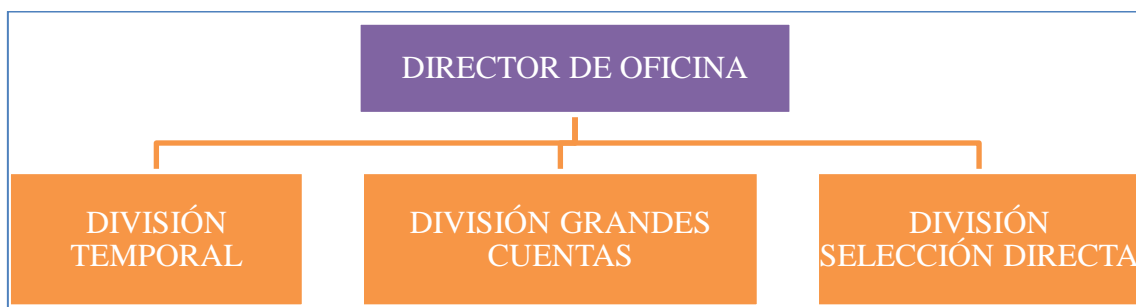 DIRECTOR DE OFICINA
DIVISIÓN
TEMPORAL
DIVISIÓN GRANDES
CUENTAS
DIVISIÓN
SELECCIÓN DIRECTA